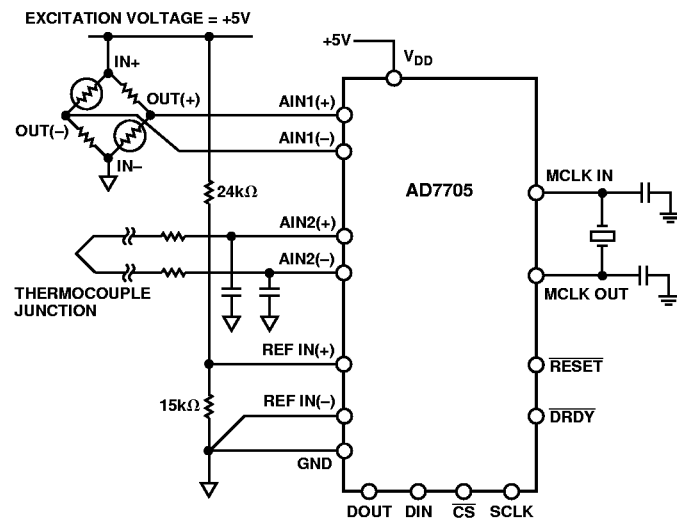 EXCITATION VOLTAGE = +5V
+5V
VDD
IN+
OUT(+)
AIN1(+)
OUT(–)
AIN1(–)
IN–
MCLK IN
AD7705
24kΩ
AIN2(+)
AIN2(–)
THERMOCOUPLE
JUNCTION
MCLK OUT
REF IN(+)
RESET
15kΩ
REF IN(–)
DRDY
GND
DOUT DIN CS SCLK